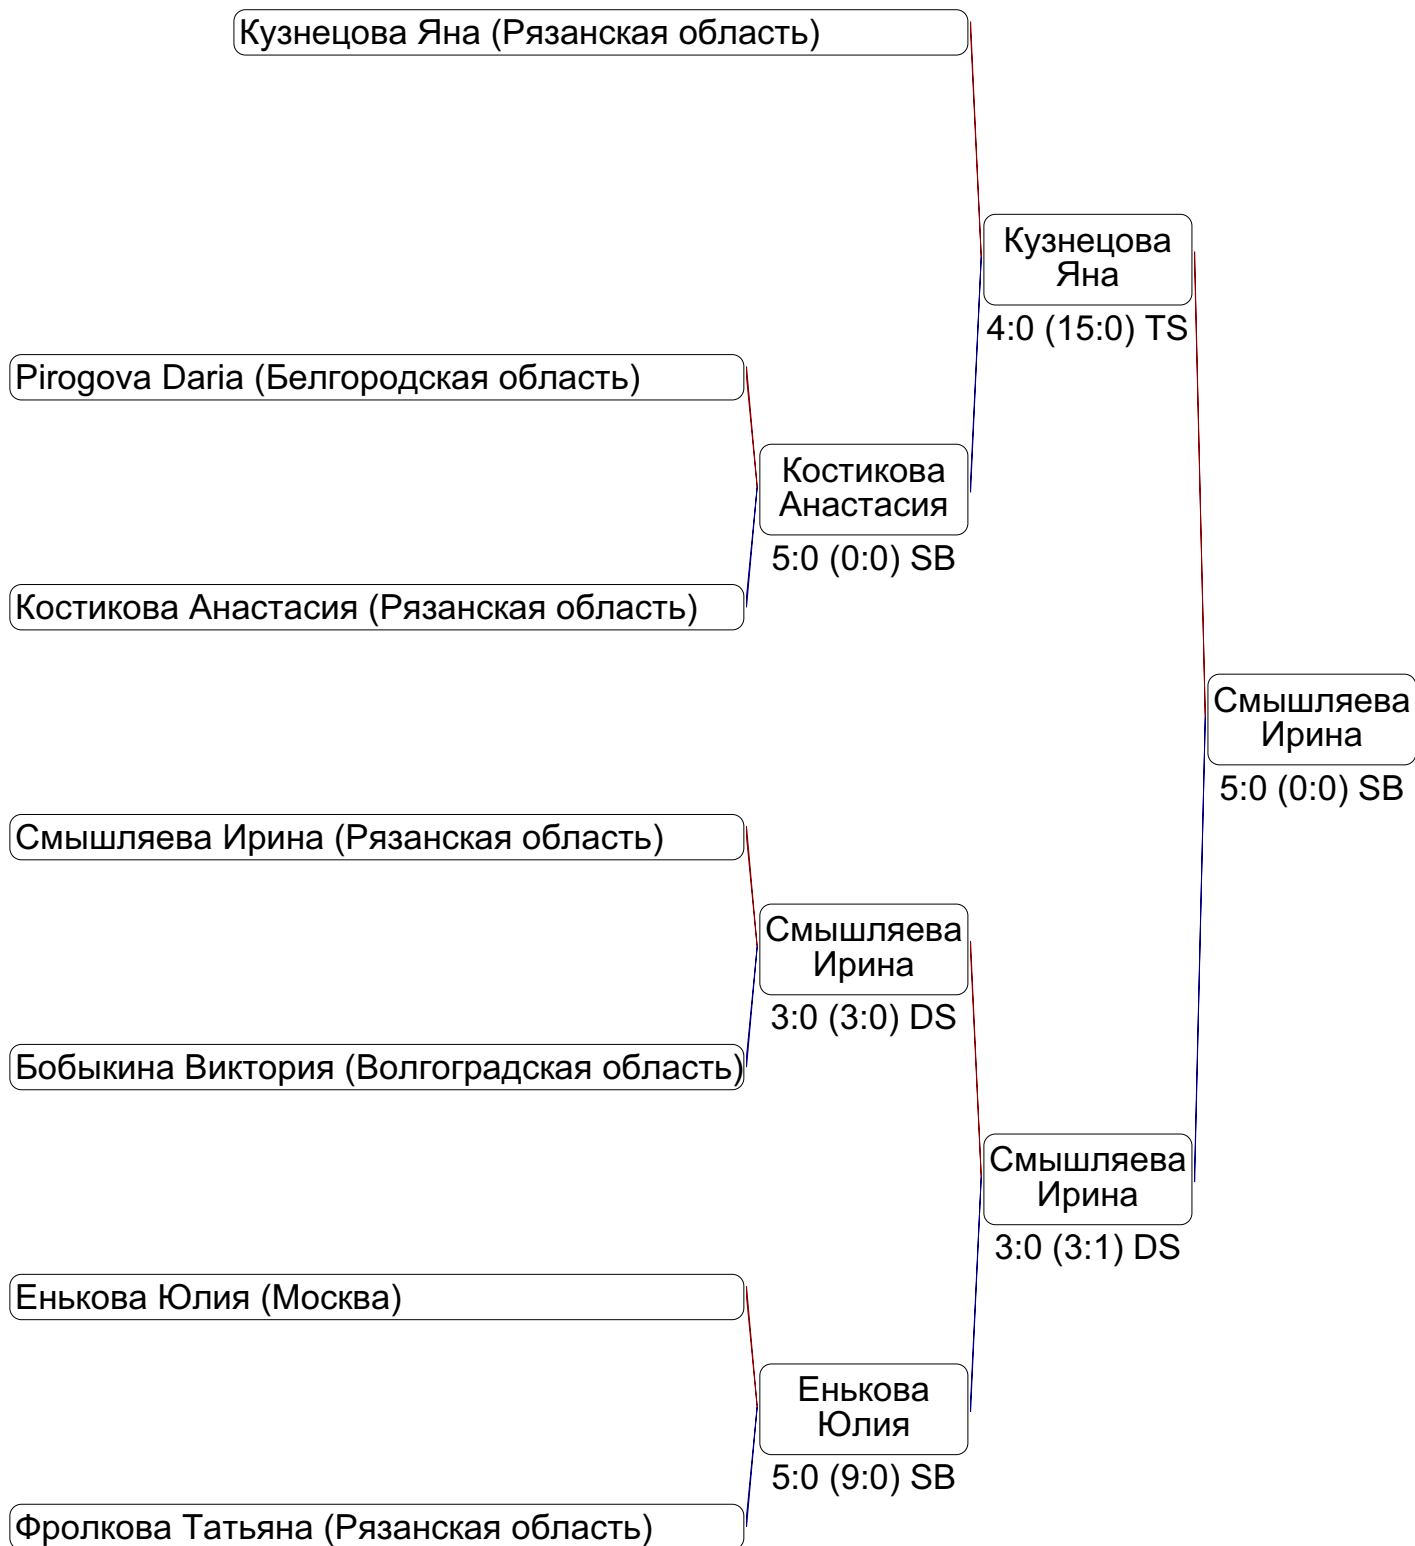 Кузнецова Яна (Рязанская область)
Кузнецова
Яна
4:0 (15:0) TS
Pirogova Daria (Белгородская область)
Костикова
Анастасия
5:0 (0:0) SB
Костикова Анастасия (Рязанская область)
Смышляева
Ирина
5:0 (0:0) SB
Смышляева Ирина (Рязанская область)
Смышляева
Ирина
3:0 (3:0) DS
Бобыкина Виктория (Волгоградская область)
Смышляева
Ирина
3:0 (3:1) DS
Енькова Юлия (Москва)
Енькова
Юлия
5:0 (9:0) SB
Фролкова Татьяна (Рязанская область)